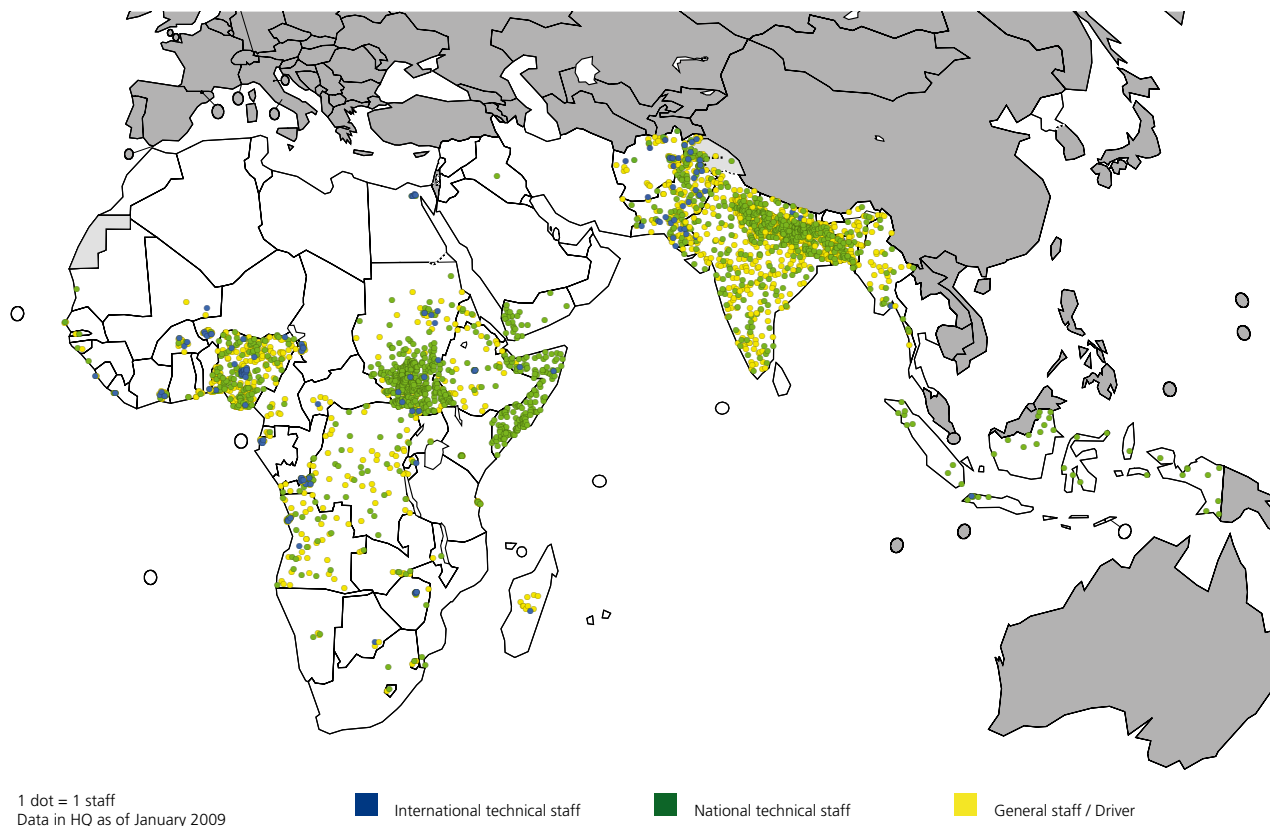 1 dot = 1 staff
Data in HQ as of January 2009
International technical staff
National technical staff
General staff / Driver